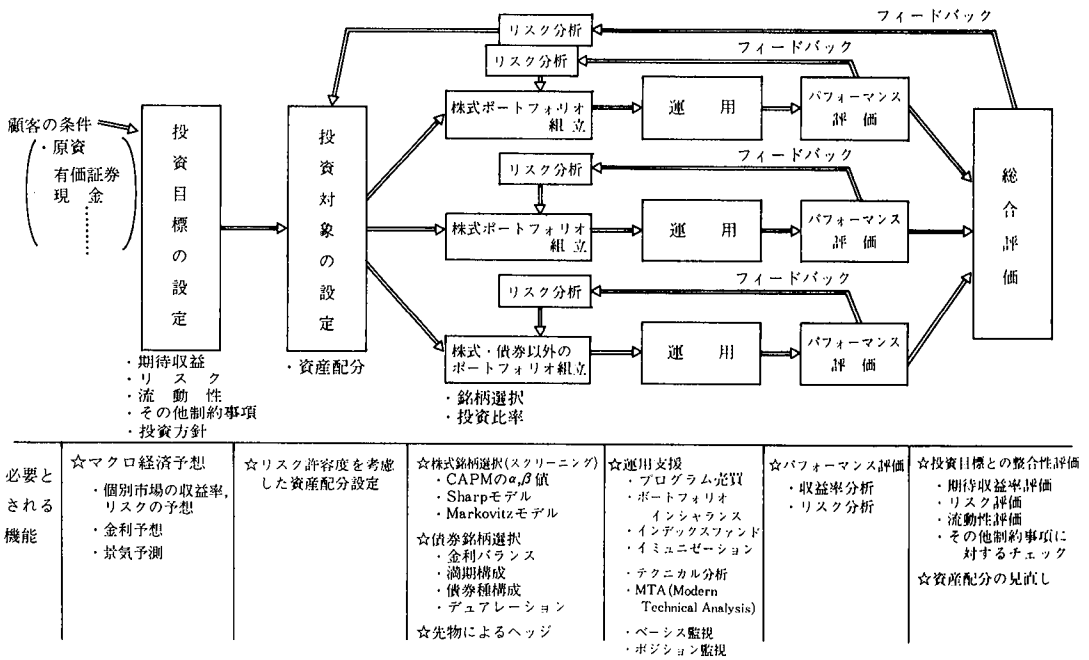 フィードバック
リスク分析
フィードバック
リスク分析
顧客の条件
・原資
有価証券
現 金
投資目標の設定
投資対象の設定
株式ポートフォリオ
組 立
運 用
パフォーマンス
評 価
総合評価
フィードバック
リスク分析
株式ポートフォリオ
組 立
運 用
パフォーマンス
評 価
フィードバック
リスク分析
株式・債券以外の
ポートフォリオ組立
運 用
パフォーマンス
評 価
・期待収益
・リ ス ク
・流 動 性
・その他制約事項
・投資方針
・資産配分
・銘柄選択
・投資比率
必要と
される
機能
☆マクロ経済予想
・個別市場の収益率,
リスクの予想
・金利予想
・景気予測
☆リスク許容度を考慮
した資産配分設定
☆株式銘柄選択(スクリーニング)
・CAPMのα,β値
・Sharpモデル
・Markovitzモデル
☆債券銘柄選択
・金利バランス
・満期構成
・債券種構成
・デュアレーション
☆先物によるヘッジ
☆運用支援
・プログラム売買
・ポートフォリオ
インシャランス
・インデックスファンド
・イミュニゼーション
・テクニカル分析
・MTA(Modern
Technical Analysis)
・ベーシス監視
・ポジション監視
☆パフォーマンス評価
・収益率分析
・リスク分析
☆投資目標との整合性評価
・期待収益率評価
・リスク評価
・流動性評価
・その他制約事項に
対するチェック
☆資産配分の見直し